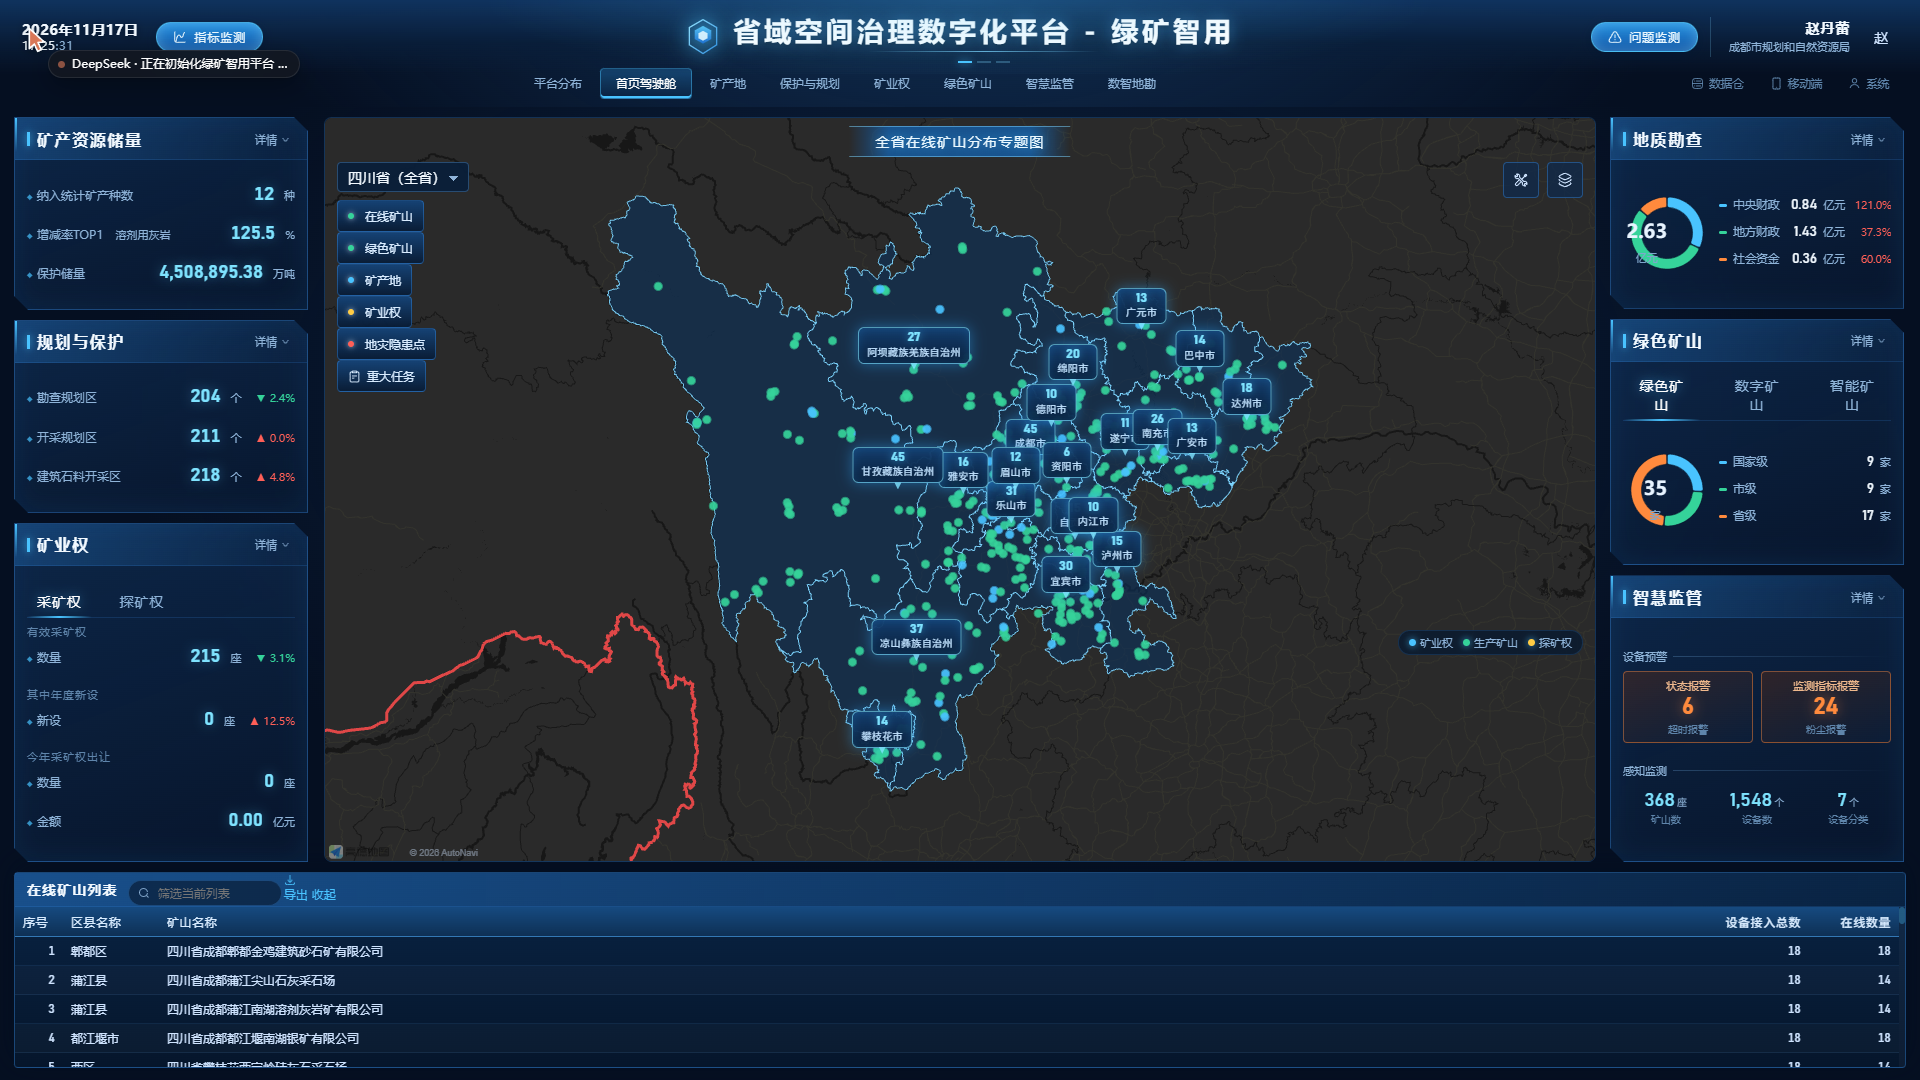 2026年11月17日
25:31
指标监测
DeepSeek · 正在初始化绿矿智用平台 ...
省域空间治理数字化平台 - 绿矿智用
问题监测
赵丹蕾
成都市规划和自然资源局
赵
平台分布
首页驾驶舱
矿产地
保护与规划
矿业权
绿色矿山
智慧监管
数智地勘
数据仓
移动端
系统
矿产资源储量
详情
纳入统计矿产种数 12 种
增减率TOP1 溶剂用灰岩 125.5 %
保护储量 4,508,895.38 万吨
规划与保护
详情
勘查规划区 204 个 ▼ 2.4%
开采规划区 211 个 ▲ 0.0%
建筑石料开采区 218 个 ▲ 4.8%
矿业权
详情
采矿权 探矿权
有效采矿权
数量 215 座 ▼ 3.1%
其中年度新设
新设 0 座 ▲ 12.5%
今年采矿权出让
数量 0 座
金额 0.00 亿元
全省在线矿山分布专题图
四川省（全省）
在线矿山
绿色矿山
矿产地
矿业权
地灾隐患点
重大任务
13
广元市
27
阿坝藏族羌族自治州
14
巴中市
20
绵阳市
18
达州市
10
德阳市
11
遂宁
26
南充
13
广安市
45
成都市
45
甘孜藏族自治州
16
雅安市
12
眉山市
6
资阳市
31
乐山市
自
10
内江市
15
泸州市
30
宜宾市
37
凉山彝族自治州
14
攀枝花市
矿业权 生产矿山 探矿权
© 2026 AutoNavi
地质勘查
详情
2.63
亿元
中央财政 0.84 亿元 121.0%
地方财政 1.43 亿元 37.3%
社会资金 0.36 亿元 60.0%
绿色矿山
详情
绿色矿山
数字矿山
智能矿山
35
家
国家级 9 家
市级 9 家
省级 17 家
智慧监管
详情
设备预警
状态报警
6
超时报警
监测指标报警
24
粉尘报警
感知监测
368 座
矿山数
1,548 个
设备数
7 个
设备分类
在线矿山列表
筛选当前列表
导出 收起
序号 区县名称 矿山名称 设备接入总数 在线数量
1 郫都区 四川省成都郫都金鸡建筑砂石矿有限公司 18 18
2 蒲江县 四川省成都蒲江尖山石灰采石场 18 14
3 蒲江县 四川省成都蒲江南湖溶剂灰岩矿有限公司 18 14
4 都江堰市 四川省成都都江堰南湖银矿有限公司 18 18
5 西区